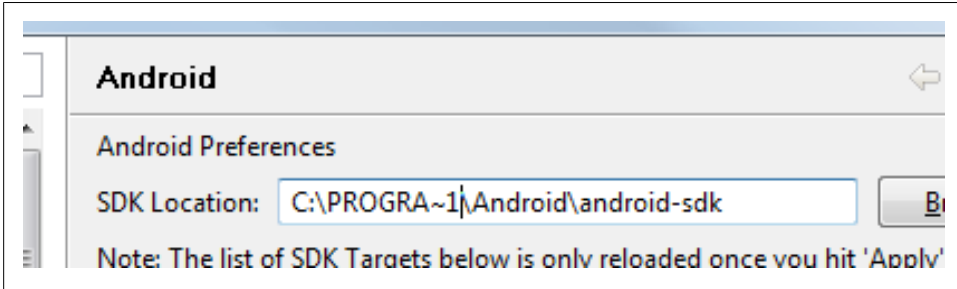 Android
Android Preferences
SDK Location: C:\PROGRA~1\Android\android-sdk
Note: The list of SDK Targets below is only reloaded once you hit 'Apply'